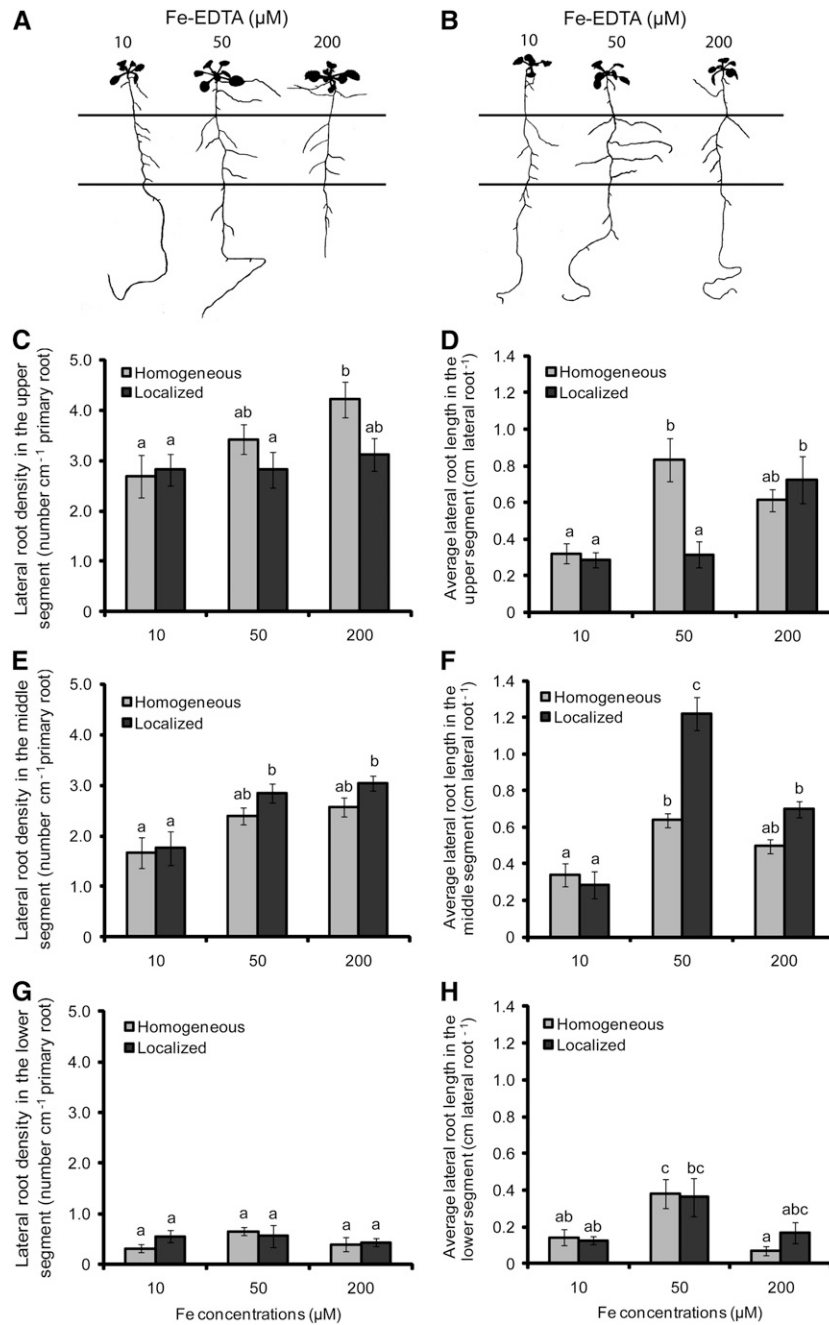 A
Fe-EDTA (µM)
10 50 200
B
Fe-EDTA (µM)
10 50 200
C
Lateral root density in the upper
segment (number cm⁻¹ primary root)
5.0
4.0
3.0
2.0
1.0
0
Homogeneous
Localized
a a ab a b ab
10 50 200
D
Average lateral root length in the
upper segment (cm lateral root⁻¹)
1.4
1.2
1.0
0.8
0.6
0.4
0.2
0
Homogeneous
Localized
a a b a ab b
10 50 200
E
Lateral root density in the middle
segment (number cm⁻¹primary root)
5.0
4.0
3.0
2.0
1.0
0
Homogeneous
Localized
a a ab b ab b
10 50 200
F
Average lateral root length in the
middle segment (cm lateral root⁻¹)
1.4
1.2
1.0
0.8
0.6
0.4
0.2
0
Homogeneous
Localized
a a b c ab b
10 50 200
G
Lateral root density in the lower
segment (number cm⁻¹ primary root)
5.0
4.0
3.0
2.0
1.0
0
Homogeneous
Localized
a a a a a a
10 50 200
Fe concentrations (µM)
H
Average lateral root length in the
lower segment (cm lateral root ⁻¹)
1.4
1.2
1.0
0.8
0.6
0.4
0.2
0
Homogeneous
Localized
ab ab c bc a abc
10 50 200
Fe concentrations (µM)